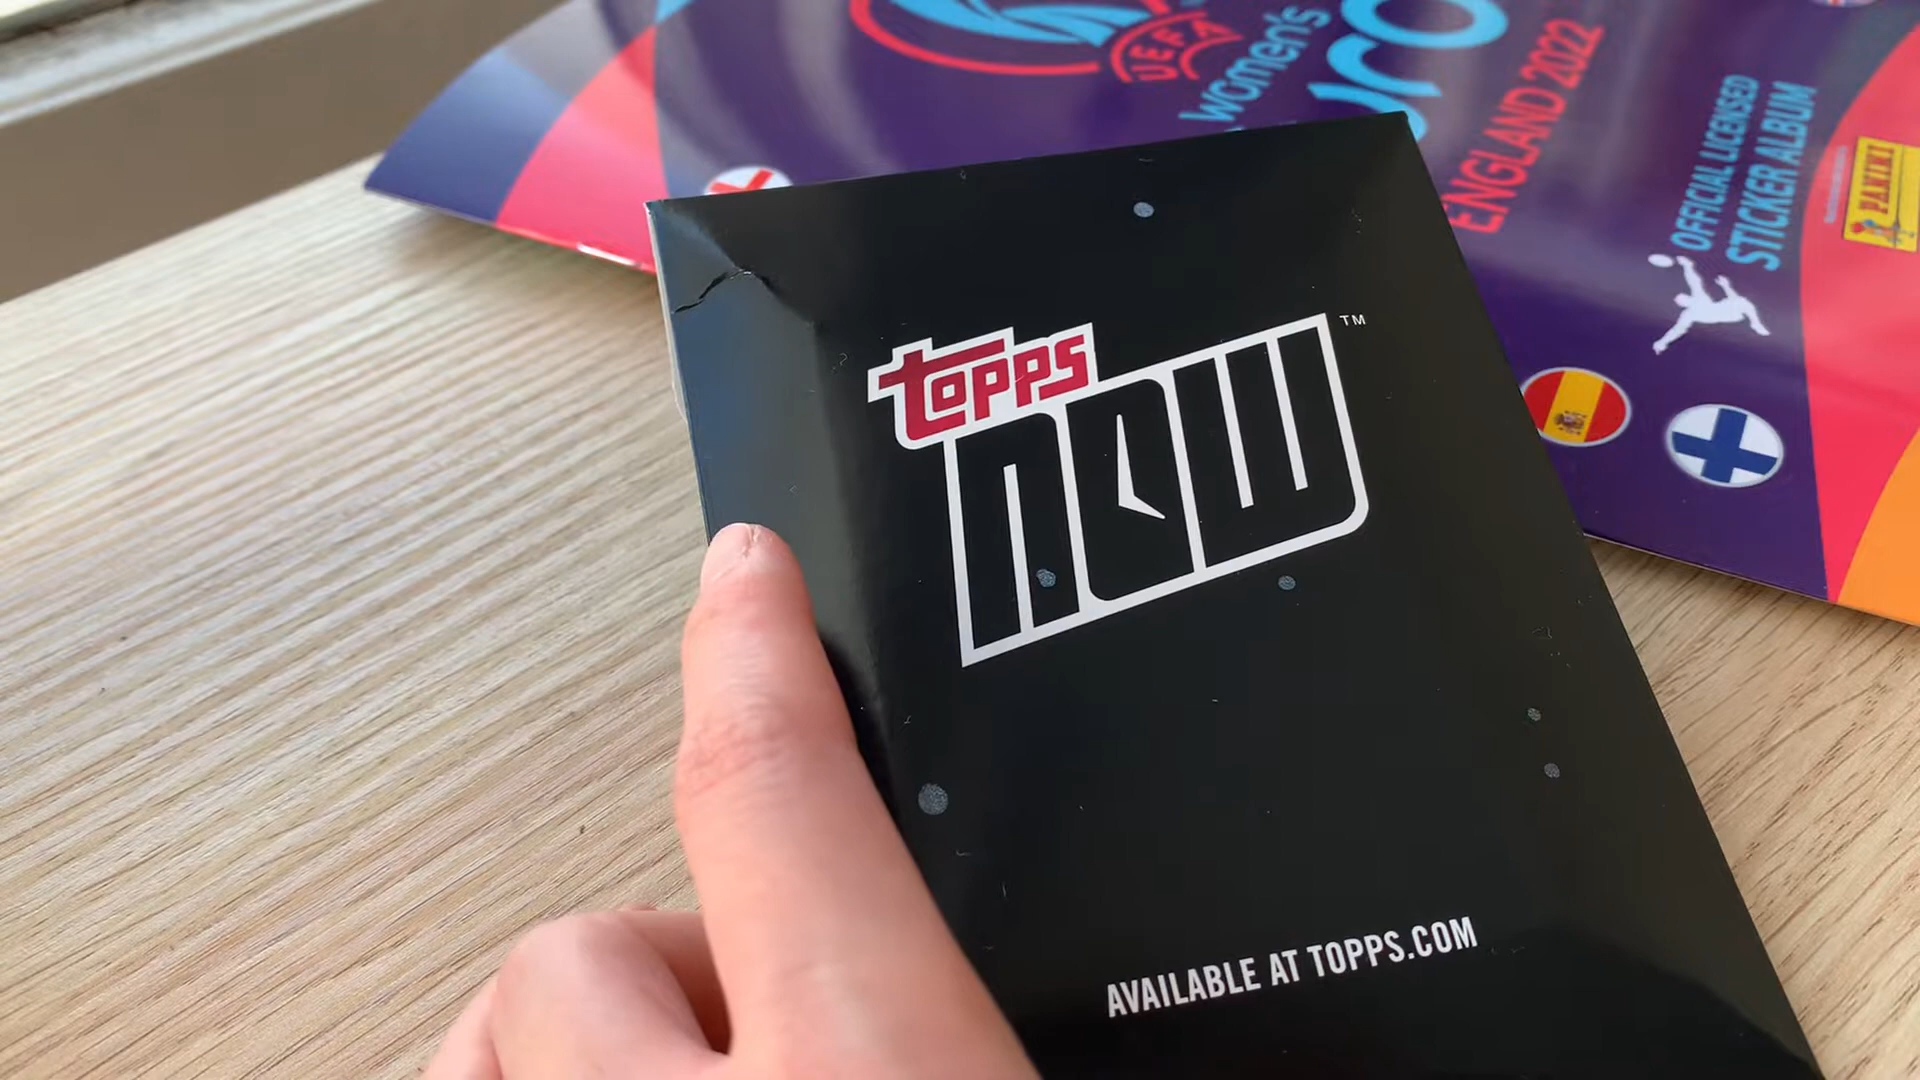 UEFA
women's
ENGLAND 2022
OFFICIAL LICENSED
STICKER ALBUM
PANINI
topps
now
TM
AVAILABLE AT TOPPS.COM